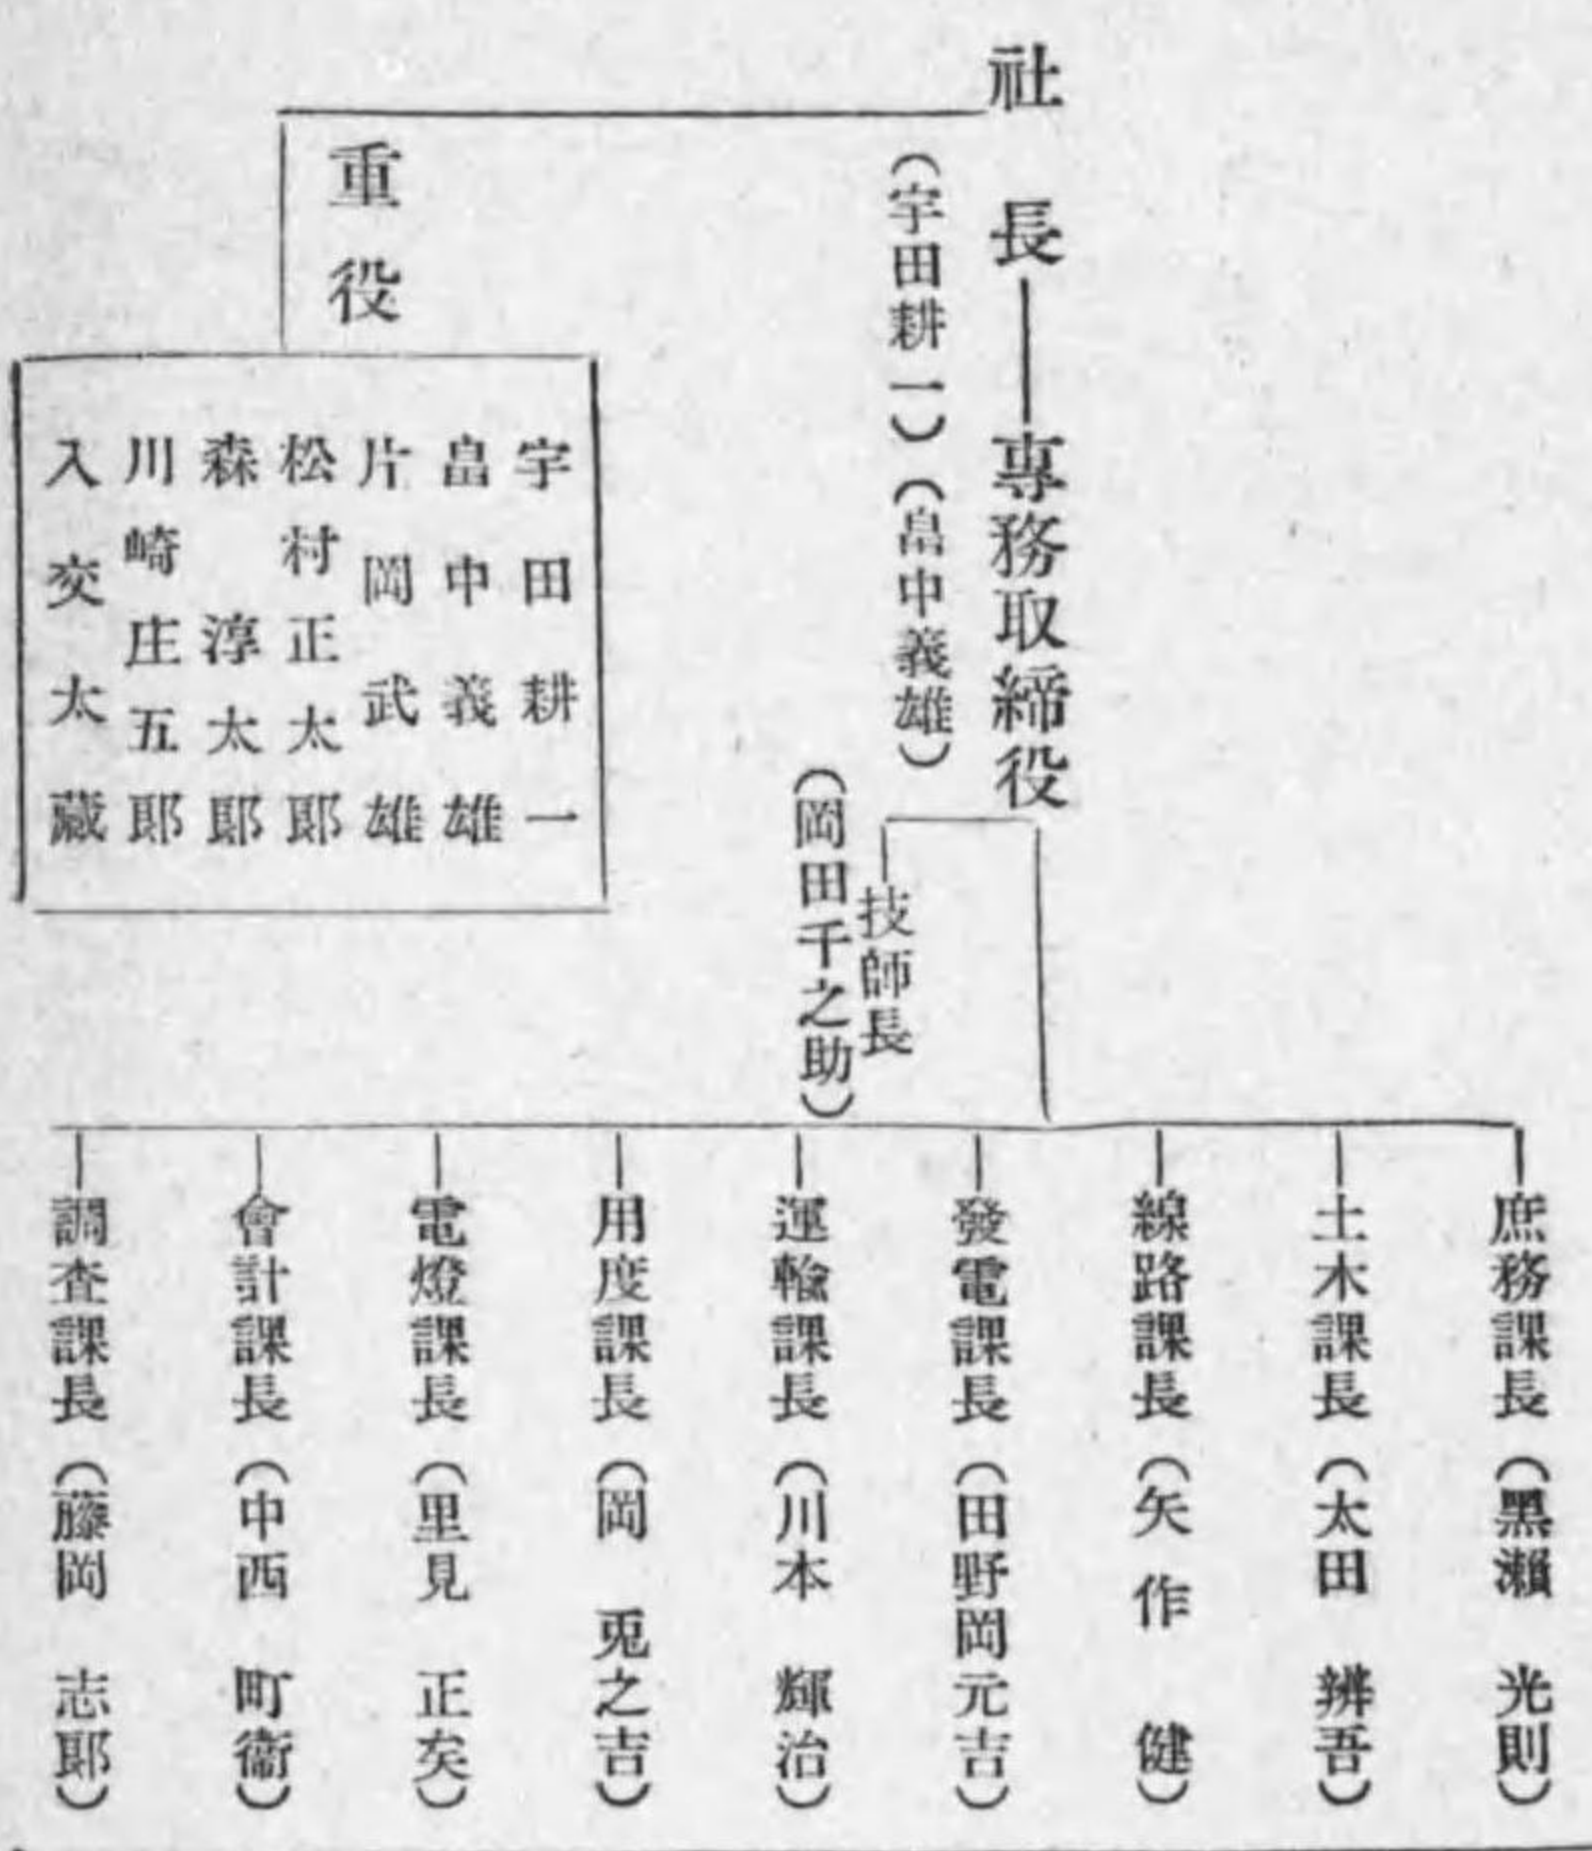 社長
專務取締役
(宇田耕一)
(畠中義雄)
技師長
(岡田千之助)
重役
宇田耕一
畠中義雄
片岡武雄
松村正太郎
森淳太郎
川崎庄五郎
入交太藏
庶務課長(黑瀨 光則)
土木課長(太田 辨吾)
線路課長(矢作 健)
發電課長(田野岡元吉)
運輸課長(川本 輝治)
用度課長(岡 兎之吉)
電燈課長(里見 正矣)
會計課長(中西 町衞)
調查課長(藤岡 志郎)